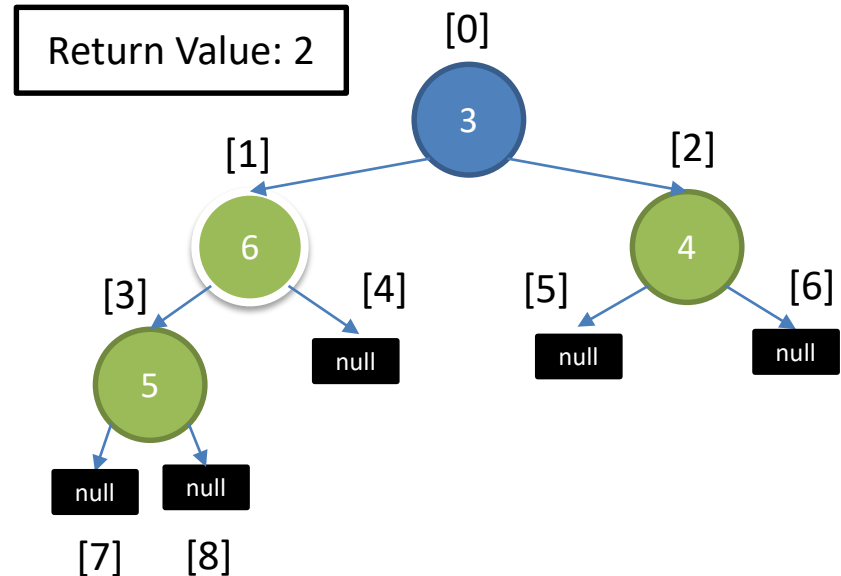 Return Value: 2
[0]
3
[1]
[2]
6
4
[3]
[4]
[5]
[6]
5
null
null
null
null
null
[7]
[8]